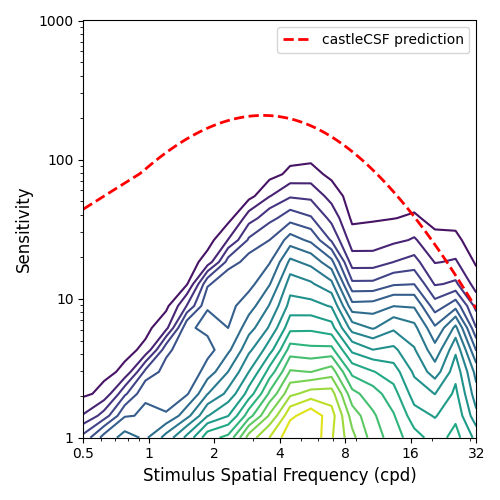 1000
castleCSF prediction
100
10
1
Sensitivity
0.5 1 2 4 8 16 32
Stimulus Spatial Frequency (cpd)